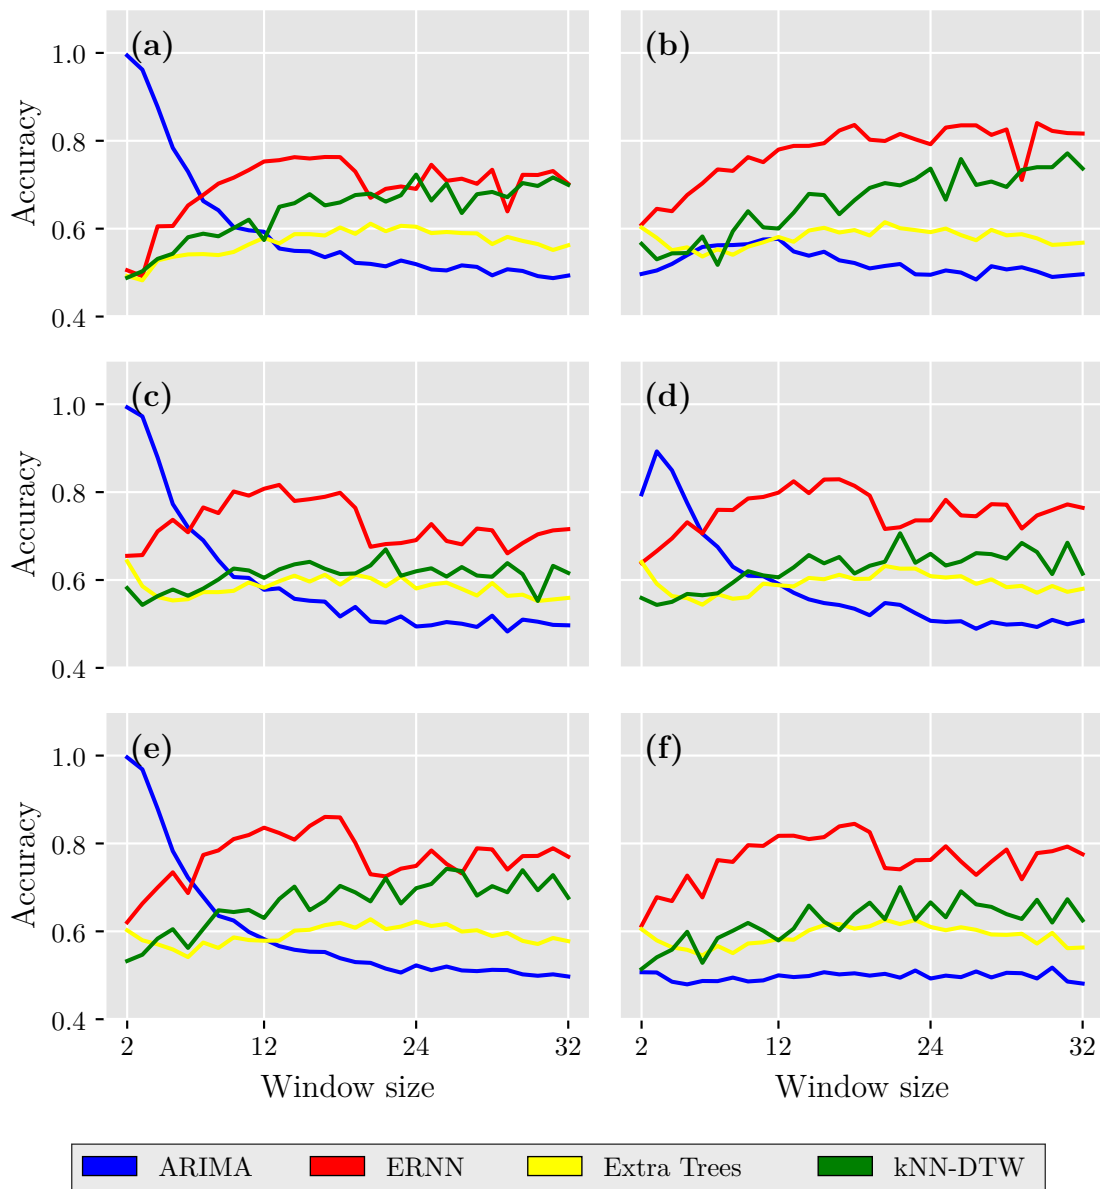 (a) (b)
1.0
0.8
0.6
0.4
Accuracy
(c) (d)
1.0
0.8
0.6
0.4
Accuracy
(e) (f)
1.0
0.8
0.6
0.4
Accuracy
2 12 24 32 2 12 24 32
Window size Window size
ARIMA ERNN Extra Trees kNN-DTW